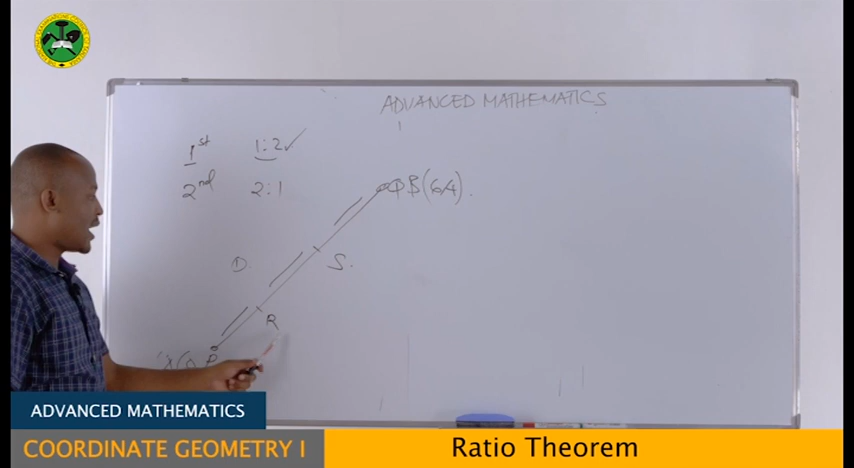 ADVANCED MATHEMATICS
1st 1:2 ✓
2nd 2:1
B(6,4).
D.
S.
R
P
ADVANCED MATHEMATICS
COORDINATE GEOMETRY I
Ratio Theorem